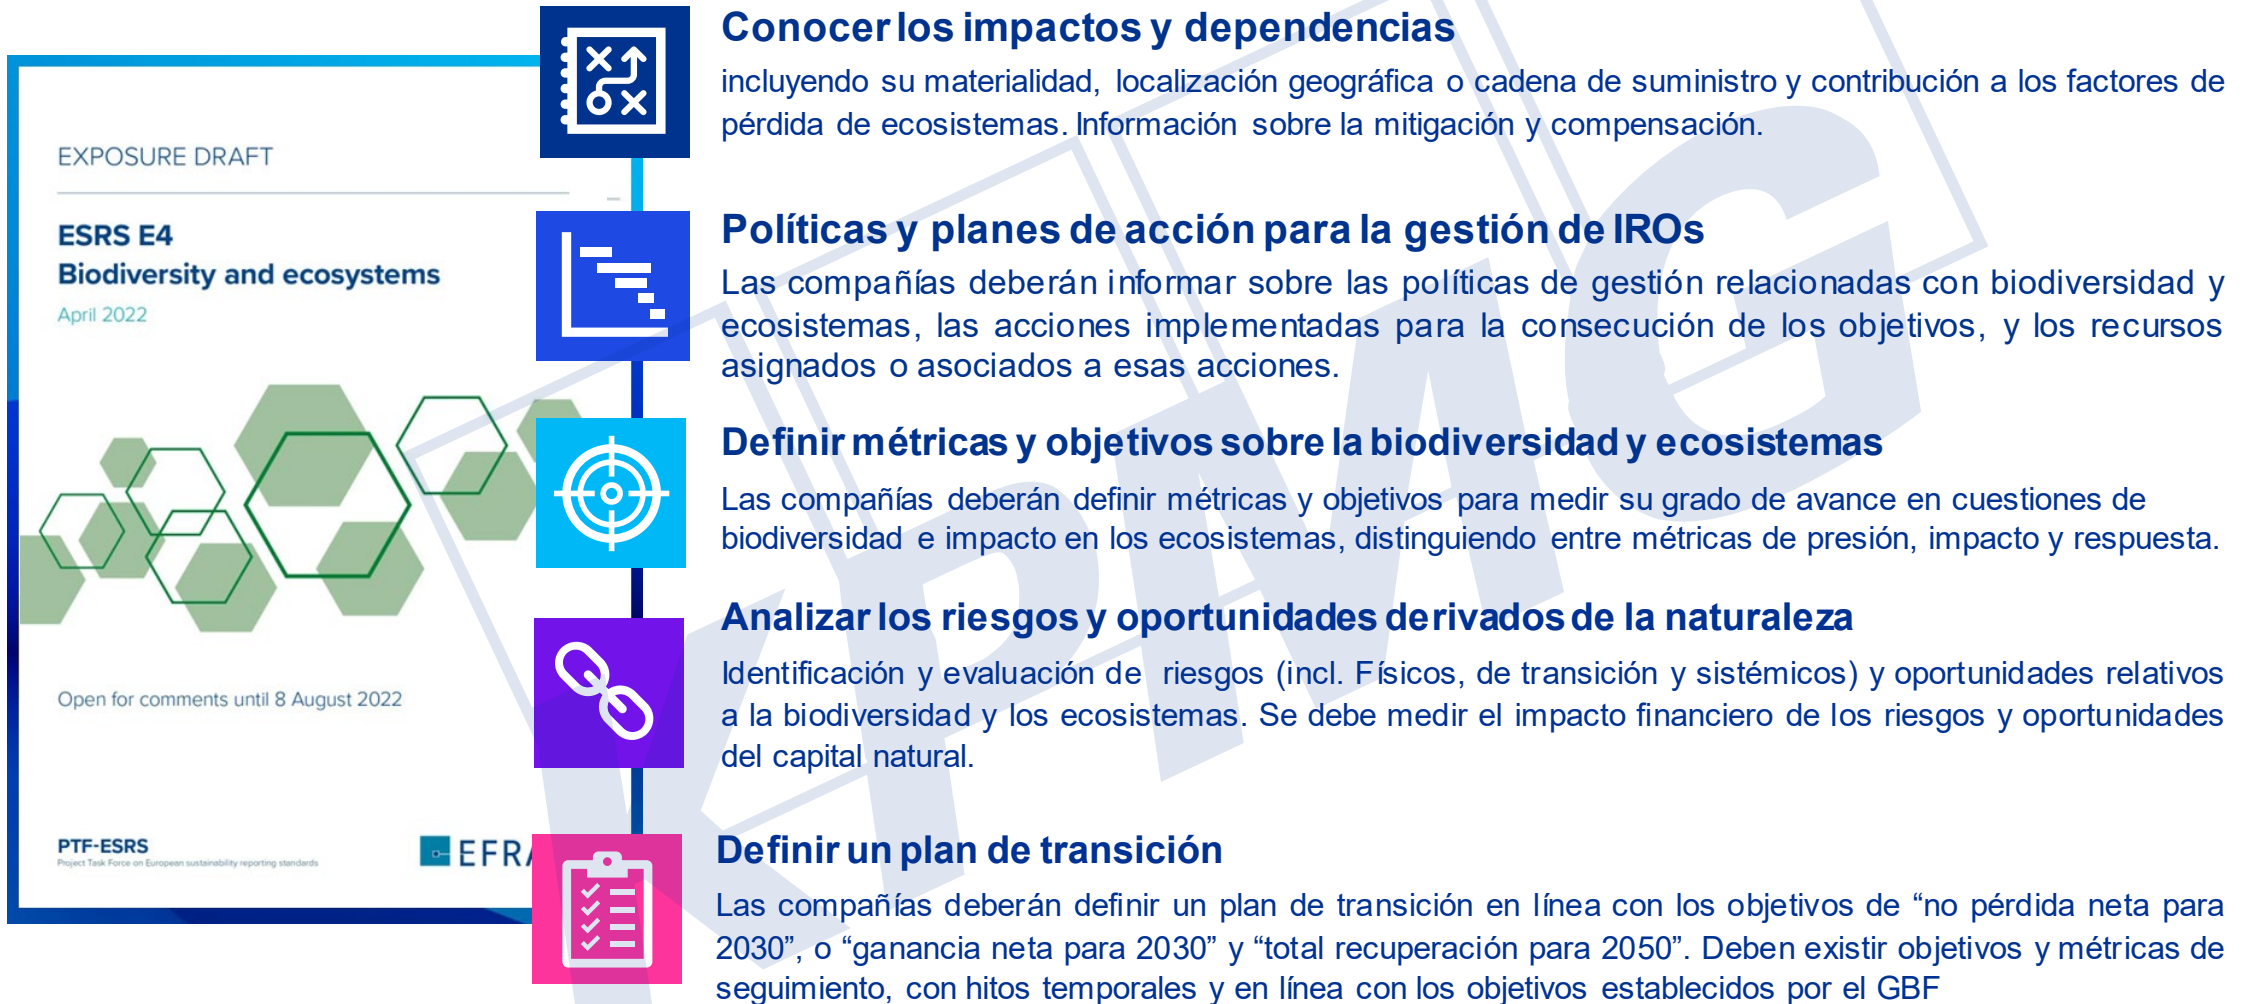 EXPOSURE DRAFT
ESRS E4
Biodiversity and ecosystems
April 2022
Open for comments until 8 August 2022
PTF-ESRS
Project Task Force on European sustainability reporting standards
EFRA
Conocer los impactos y dependencias
incluyendo su materialidad, localización geográfica o cadena de suministro y contribución a los factores de
pérdida de ecosistemas. Información sobre la mitigación y compensación.
Políticas y planes de acción para la gestión de IROs
Las compañías deberán informar sobre las políticas de gestión relacionadas con biodiversidad y
ecosistemas, las acciones implementadas para la consecución de los objetivos, y los recursos
asignados o asociados a esas acciones.
Definir métricas y objetivos sobre la biodiversidad y ecosistemas
Las compañías deberán definir métricas y objetivos para medir su grado de avance en cuestiones de
biodiversidad e impacto en los ecosistemas, distinguiendo entre métricas de presión, impacto y respuesta.
Analizar los riesgos y oportunidades derivados de la naturaleza
Identificación y evaluación de riesgos (incl. Físicos, de transición y sistémicos) y oportunidades relativos
a la biodiversidad y los ecosistemas. Se debe medir el impacto financiero de los riesgos y oportunidades
del capital natural.
Definir un plan de transición
Las compañías deberán definir un plan de transición en línea con los objetivos de “no pérdida neta para
2030”, o “ganancia neta para 2030” y “total recuperación para 2050”. Deben existir objetivos y métricas de
seguimiento, con hitos temporales y en línea con los objetivos establecidos por el GBF
KPMG